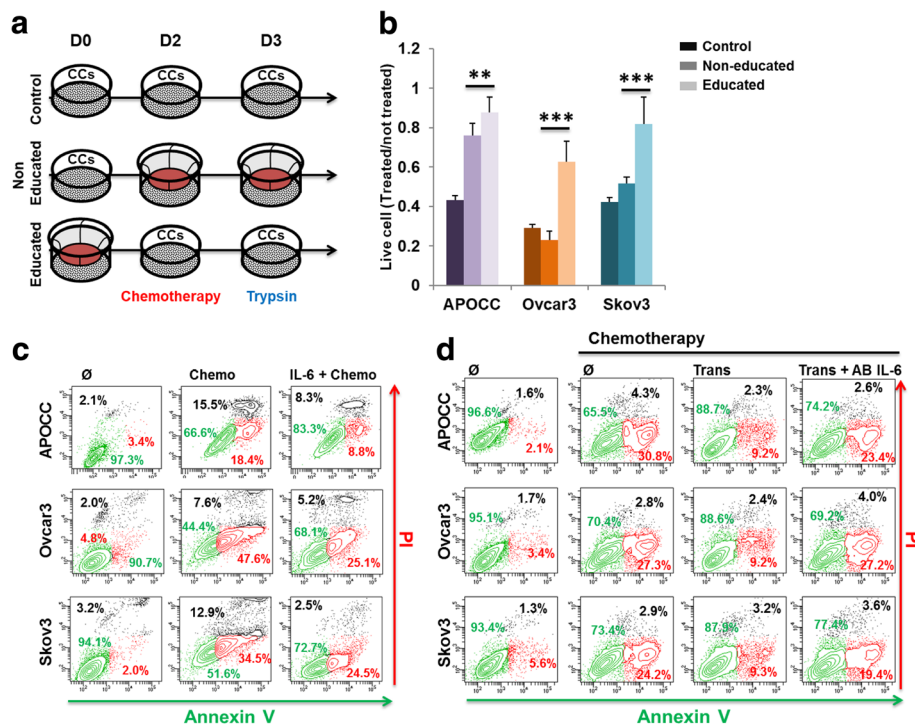 a
D0 D2 D3
Control
CCs CCs CCs
Non Educated
CCs
Educated
CCs CCs
Chemotherapy Trypsin
b
Live cell (Treated/not treated)
1.2
1
0.8
0.6
0.4
0.2
0
** *** ***
Control
Non-educated
Educated
APOCC Ovcar3 Skov3
c
Ø Chemo IL-6 + Chemo
APOCC
2.1% 3.4% 97.3%
15.5% 66.6% 18.4%
8.3% 83.3% 8.8%
Ovcar3
2.0% 4.8% 90.7%
7.6% 44.4% 47.6%
5.2% 68.1% 25.1%
Skov3
3.2% 94.1% 2.0%
12.9% 34.5% 51.6%
2.5% 72.7% 24.5%
PI
Annexin V
d
Chemotherapy
Ø Ø Trans Trans + AB IL-6
APOCC
1.6% 96.6% 2.1%
4.3% 65.5% 30.8%
2.3% 88.7% 9.2%
2.6% 74.2% 23.4%
Ovcar3
1.7% 95.1% 3.4%
2.8% 70.4% 27.3%
2.4% 88.6% 9.2%
4.0% 69.2% 27.2%
Skov3
1.3% 93.4% 5.6%
2.9% 73.4% 24.2%
3.2% 9.3%
3.6% 77.4% 19.4%
PI
Annexin V